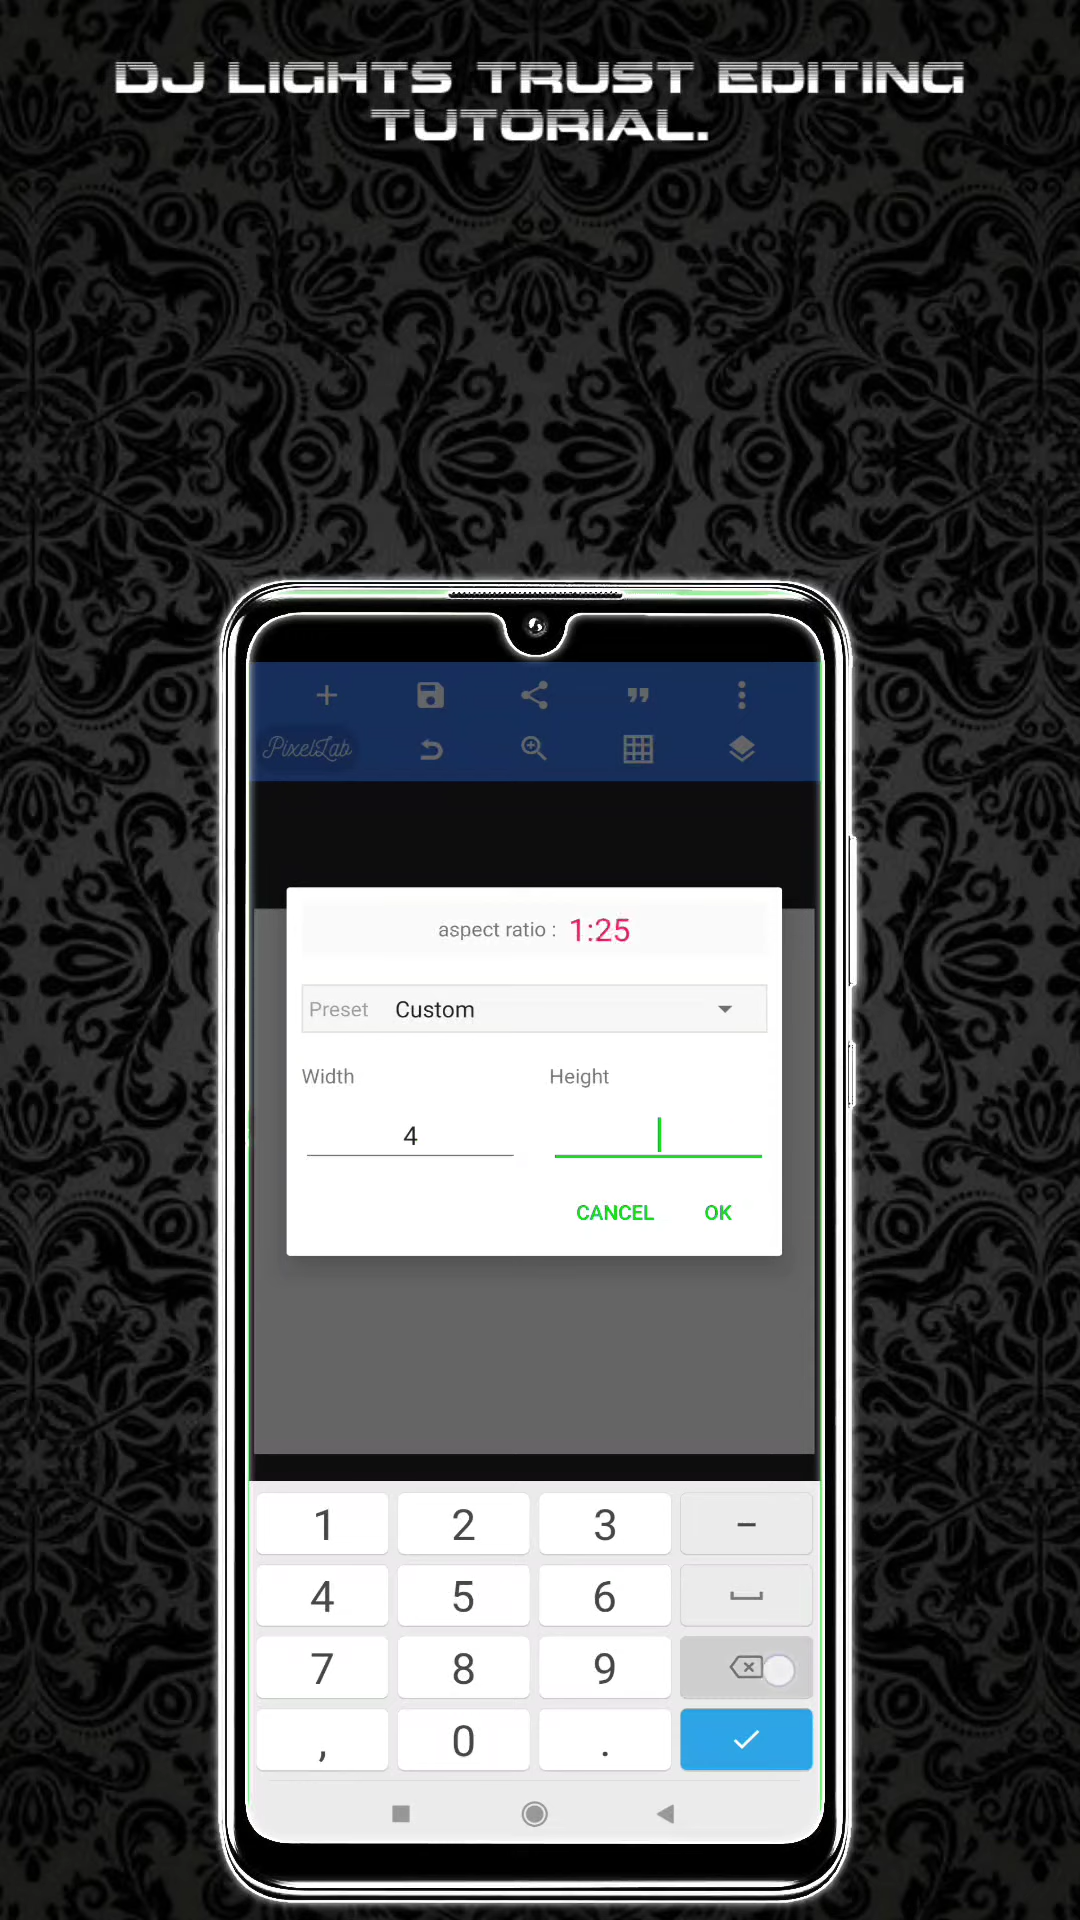 DJ LIGHTS TRUST EDITING
TUTORIAL.
PixelLab
aspect ratio : 1:25
Preset Custom
Width Height
4
CANCEL OK
1 2 3 –
4 5 6
7 8 9
, 0 .